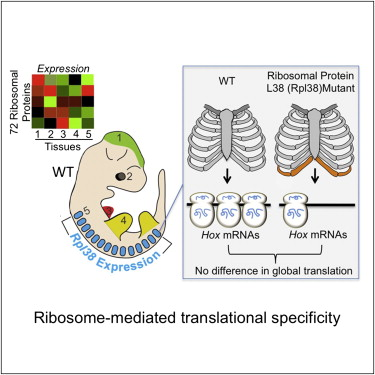 Expression
72 Ribosomal
Proteins
1 2 3 4 5
Tissues
WT
1
2
4
5
Rpl38 Expression
WT
Ribosomal Protein
L38 (Rpl38)Mutant
Hox mRNAs
Hox mRNAs
No difference in global translation
Ribosome-mediated translational specificity